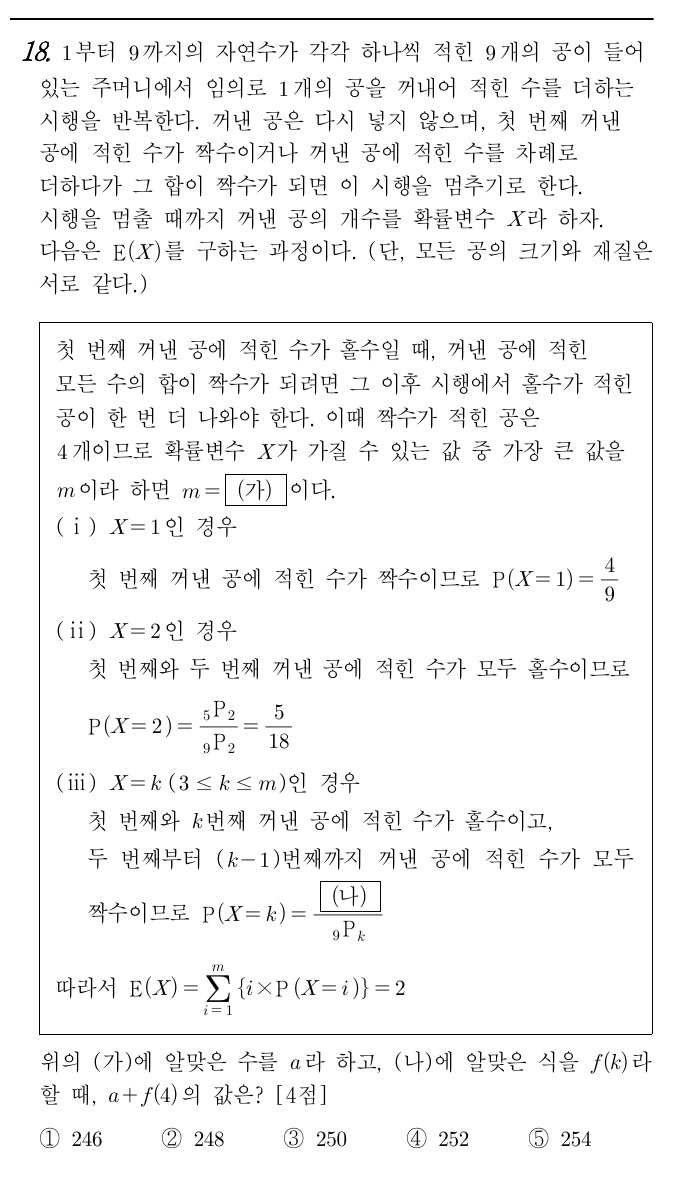 18. 1부터 9까지의 자연수가 각각 하나씩 적힌 9개의 공이 들어
있는 주머니에서 임의로 1개의 공을 꺼내어 적힌 수를 더하는
시행을 반복한다. 꺼낸 공은 다시 넣지 않으며, 첫 번째 꺼낸
공에 적힌 수가 짝수이거나 꺼낸 공에 적힌 수를 차례로
더하다가 그 합이 짝수가 되면 이 시행을 멈추기로 한다.
시행을 멈출 때까지 꺼낸 공의 개수를 확률변수 X라 하자.
다음은 E(X)를 구하는 과정이다. (단, 모든 공의 크기와 재질은
서로 같다.)
첫 번째 꺼낸 공에 적힌 수가 홀수일 때, 꺼낸 공에 적힌
모든 수의 합이 짝수가 되려면 그 이후 시행에서 홀수가 적힌
공이 한 번 더 나와야 한다. 이때 짝수가 적힌 공은
4개이므로 확률변수 X가 가질 수 있는 값 중 가장 큰 값을
m이라 하면 m = (가) 이다.
(ⅰ) X=1인 경우
첫 번째 꺼낸 공에 적힌 수가 짝수이므로 P(X=1) = 4/9
(ⅱ) X=2인 경우
첫 번째와 두 번째 꺼낸 공에 적힌 수가 모두 홀수이므로
P(X=2) = ₅P₂/₉P₂ = 5/18
(ⅲ) X=k (3 ≤ k ≤ m)인 경우
첫 번째와 k번째 꺼낸 공에 적힌 수가 홀수이고,
두 번째부터 (k-1)번째까지 꺼낸 공에 적힌 수가 모두
짝수이므로 P(X=k) = (나)/₉Pₖ
따라서 E(X) = ∑_{i=1}^{m} {i×P(X=i)} = 2
위의 (가)에 알맞은 수를 a라 하고, (나)에 알맞은 식을 f(k)라
할 때, a+f(4)의 값은? [4점]
① 246 ② 248 ③ 250 ④ 252 ⑤ 254